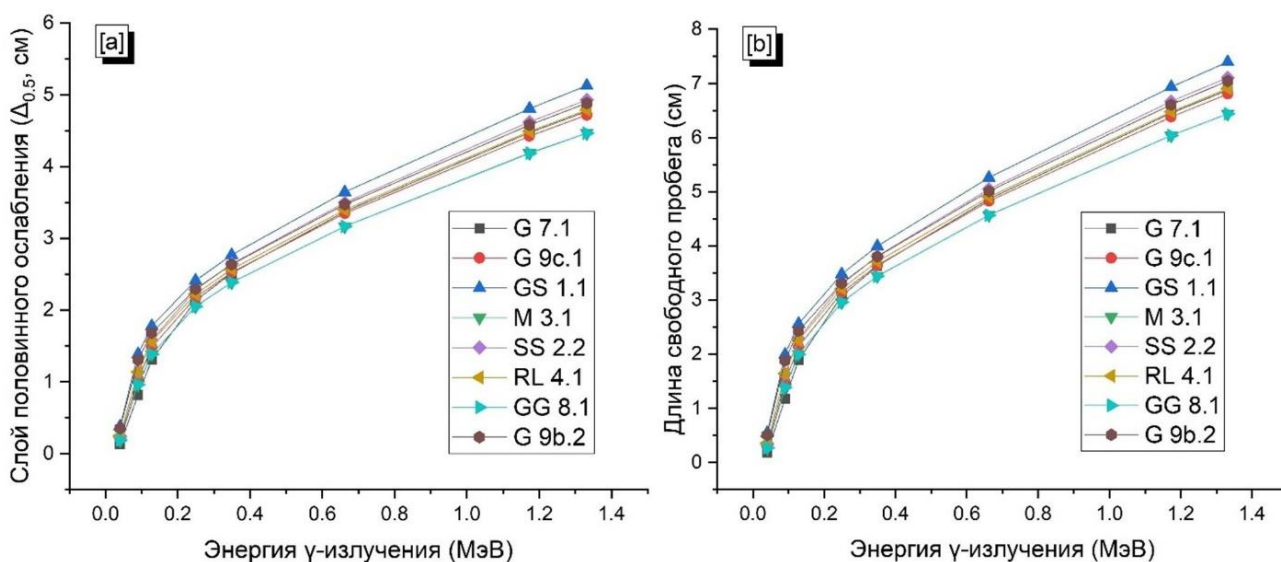 [a]
Слой половинного ослабления (Δ0.5, см)
6
5
4
3
2
1
0
G 7.1
G 9c.1
GS 1.1
M 3.1
SS 2.2
RL 4.1
GG 8.1
G 9b.2
0.0 0.2 0.4 0.6 0.8 1.0 1.2 1.4
Энергия γ-излучения (МэВ)
[b]
Длина свободного пробега (см)
8
7
6
5
4
3
2
1
0
G 7.1
G 9c.1
GS 1.1
M 3.1
SS 2.2
RL 4.1
GG 8.1
G 9b.2
0.0 0.2 0.4 0.6 0.8 1.0 1.2 1.4
Энергия γ-излучения (МэВ)